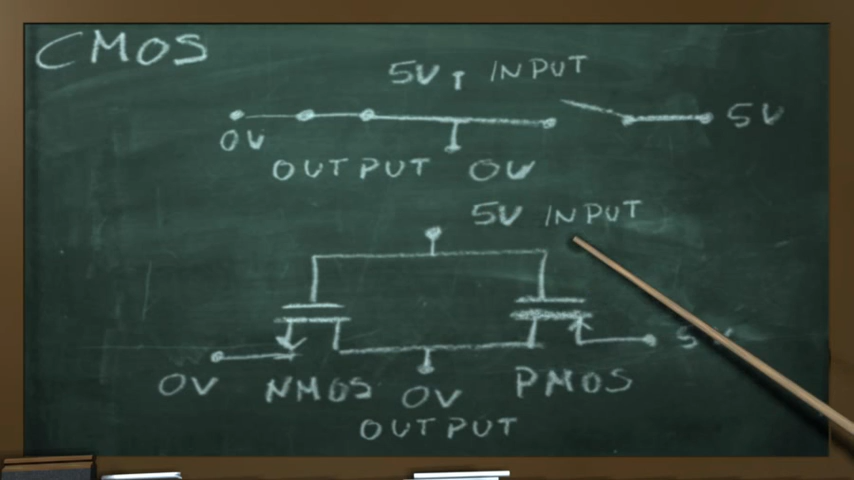 CMOS
5V INPUT
0V
5V
OUTPUT 0V
5V INPUT
0V NMOS 0V PMOS
OUTPUT